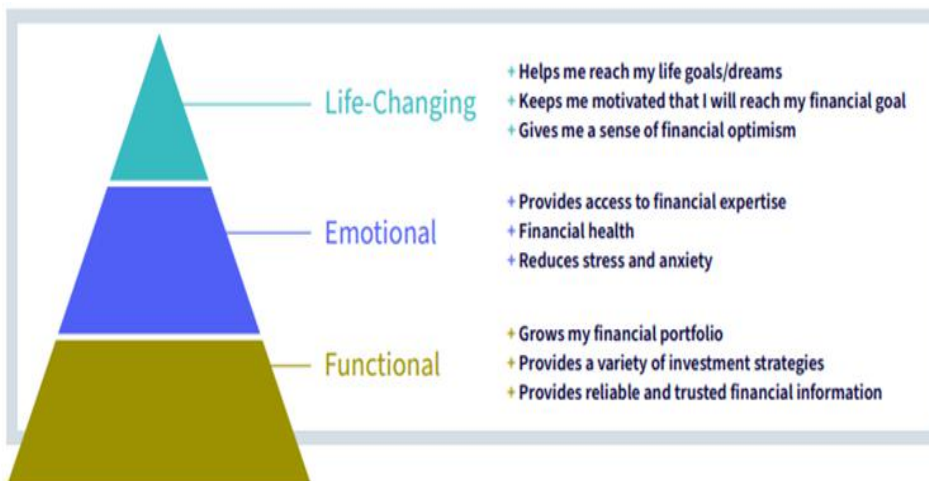 Life-Changing
+ Helps me reach my life goals/dreams
+ Keeps me motivated that I will reach my financial goal
+ Gives me a sense of financial optimism
Emotional
+ Provides access to financial expertise
+ Financial health
+ Reduces stress and anxiety
Functional
+ Grows my financial portfolio
+ Provides a variety of investment strategies
+ Provides reliable and trusted financial information